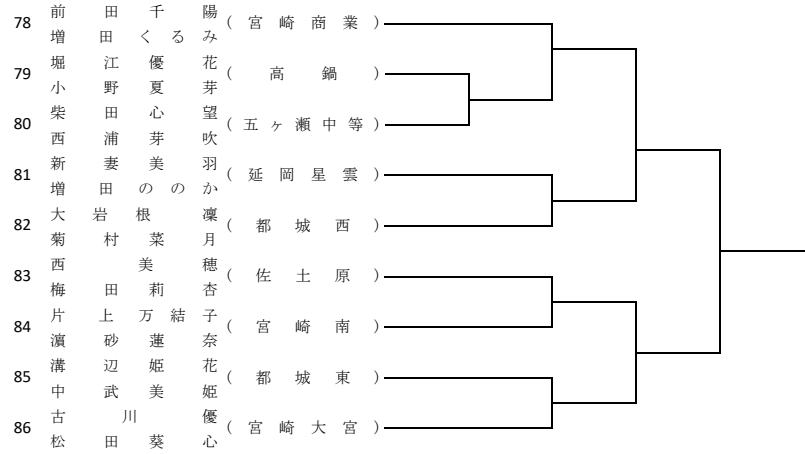 前田千陽
78 (宮崎商業)
増田くるみ
堀江優花
79 (高鍋)
小野夏芽
柴田心望
80 (五ヶ瀬中等)
西浦芽吹
新妻美羽
81 (延岡星雲)
増田ののか
大岩根凜
82 (都城西)
菊村菜月
西美穂
83 (佐土原)
梅田莉杏
片上万結子
84 (宮崎南)
濵砂蓮奈
溝辺姫花
85 (都城東)
中武美姫
古川優
86 (宮崎大宮)
松田葵心